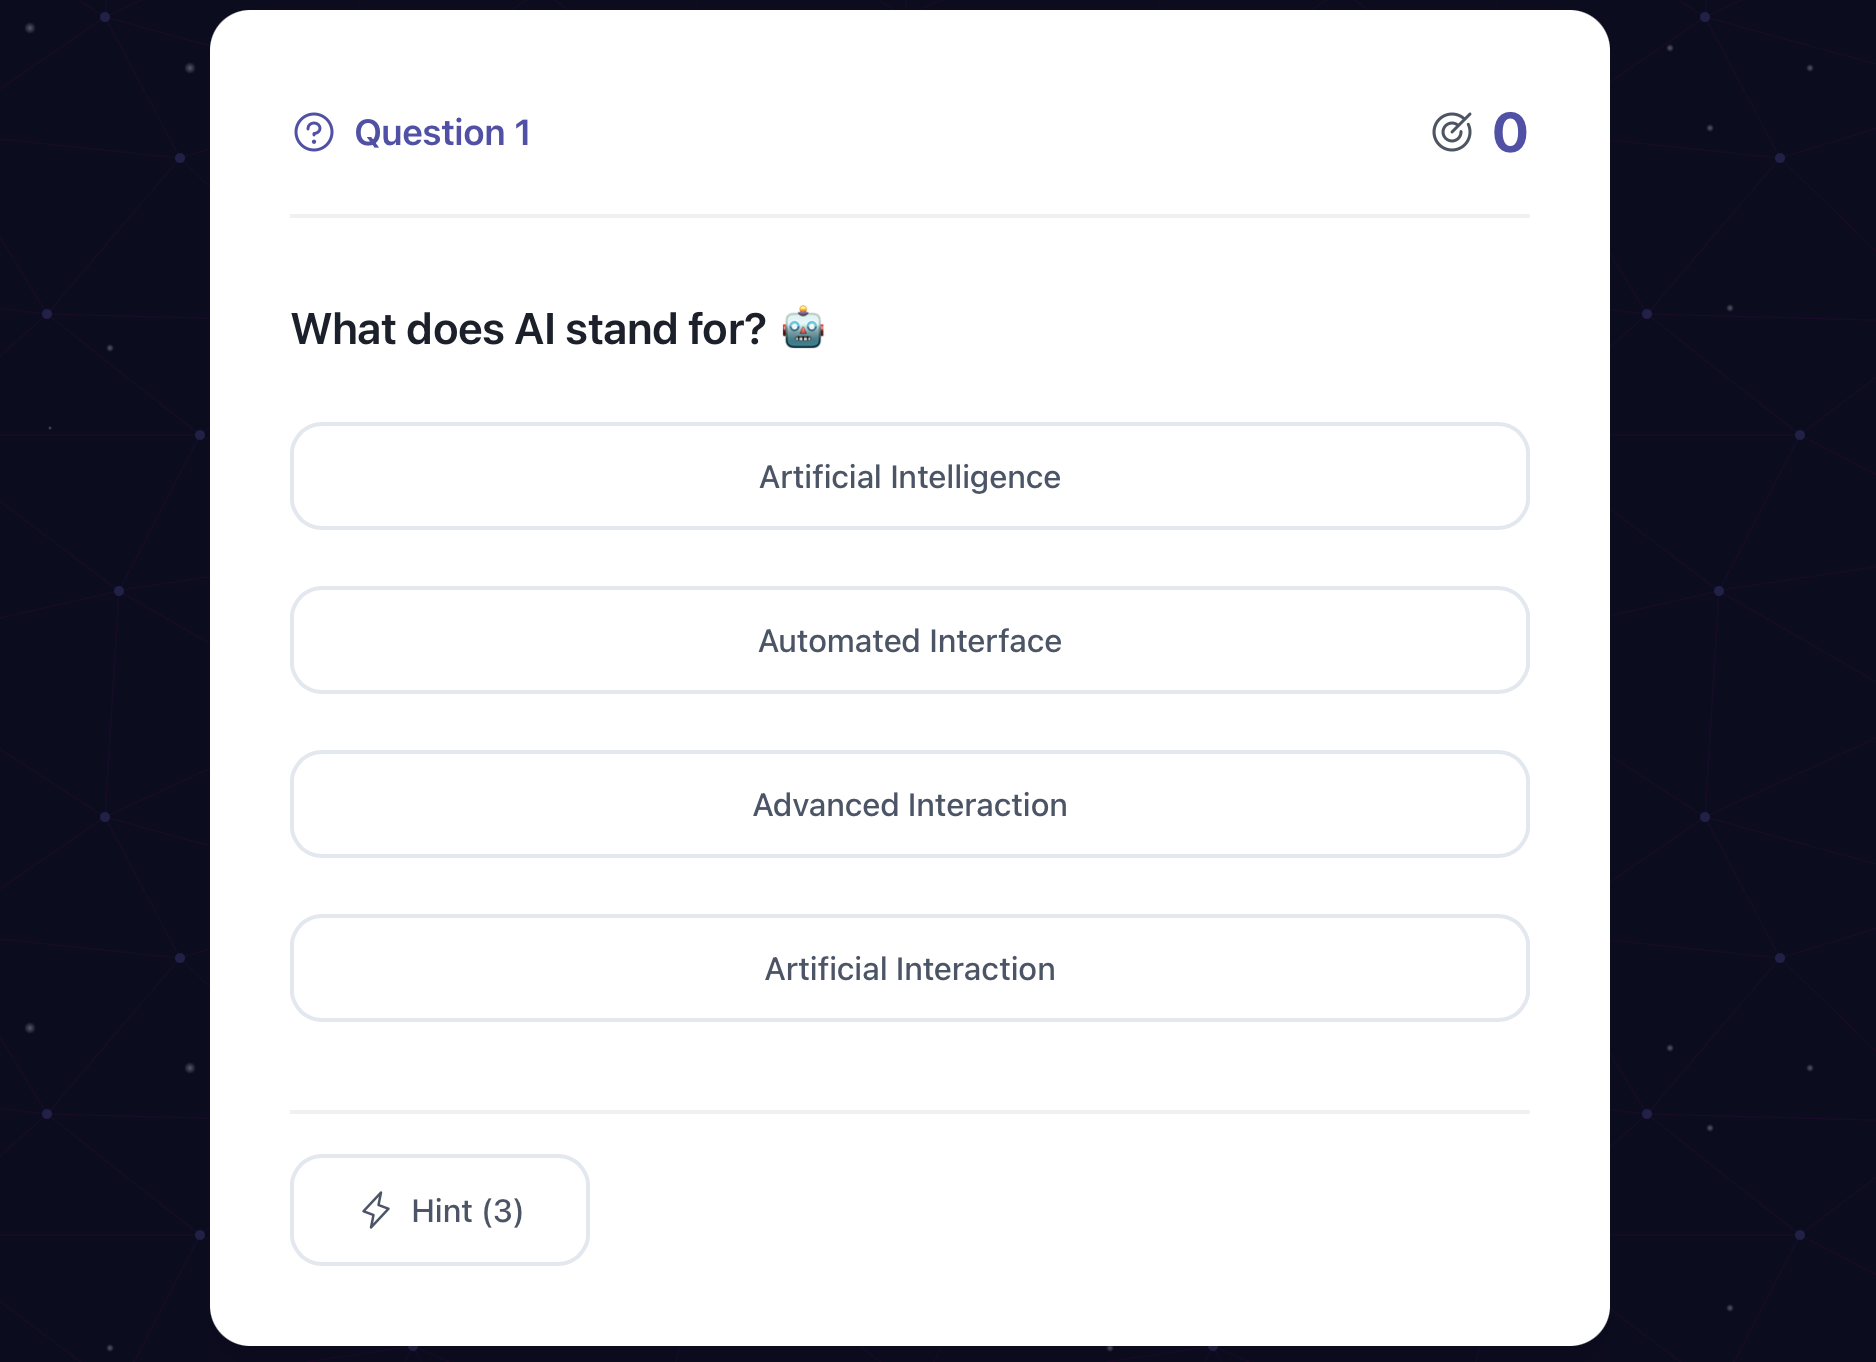 Question 1
0
What does AI stand for? 🤖
Artificial Intelligence
Automated Interface
Advanced Interaction
Artificial Interaction
Hint (3)